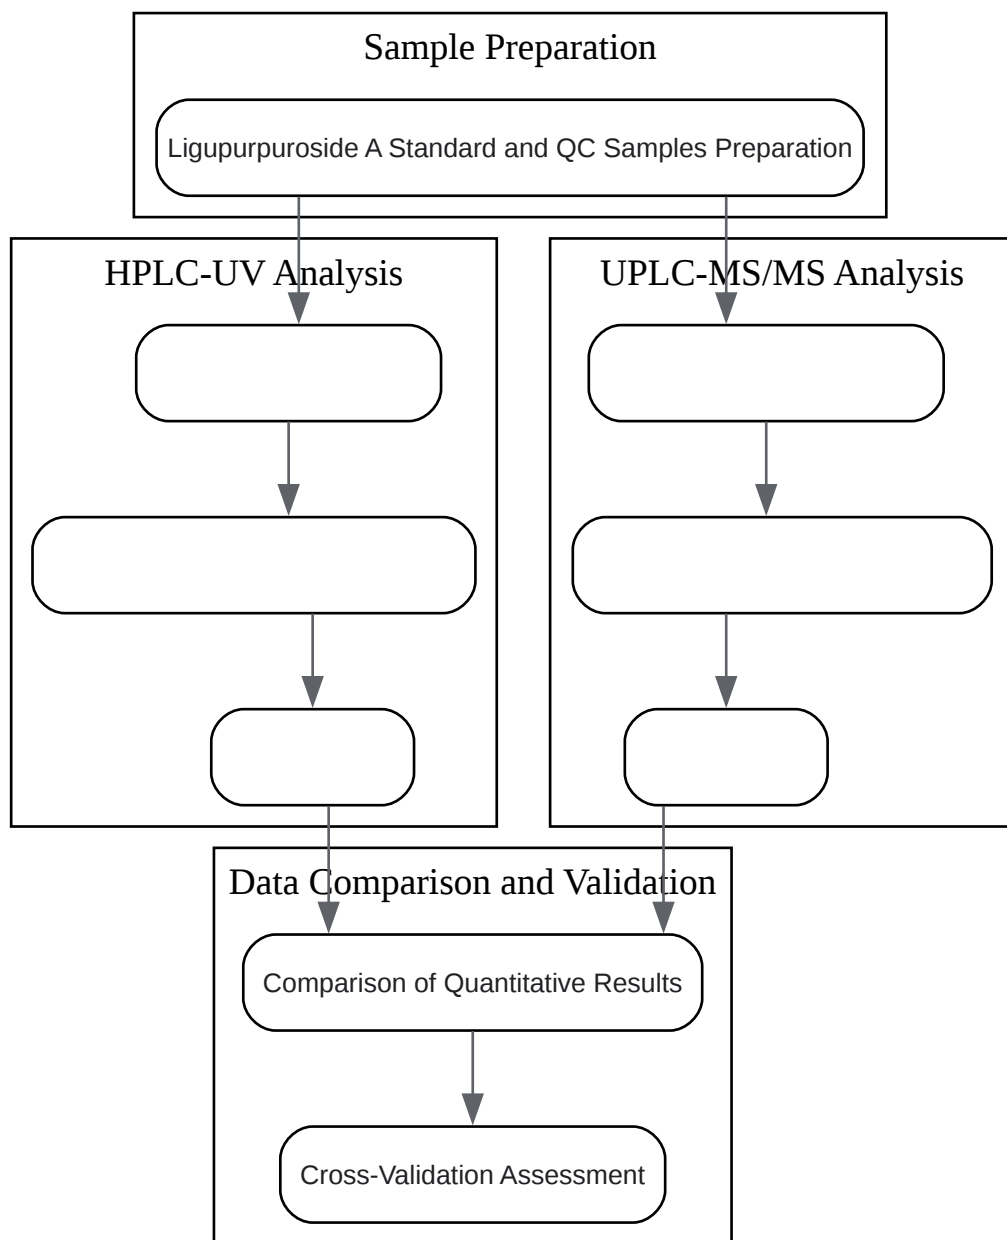 Sample Preparation
Ligupurpuroside A Standard and QC Samples Preparation
HPLC-UV Analysis
UPLC-MS/MS Analysis
Data Comparison and Validation
Comparison of Quantitative Results
Cross-Validation Assessment